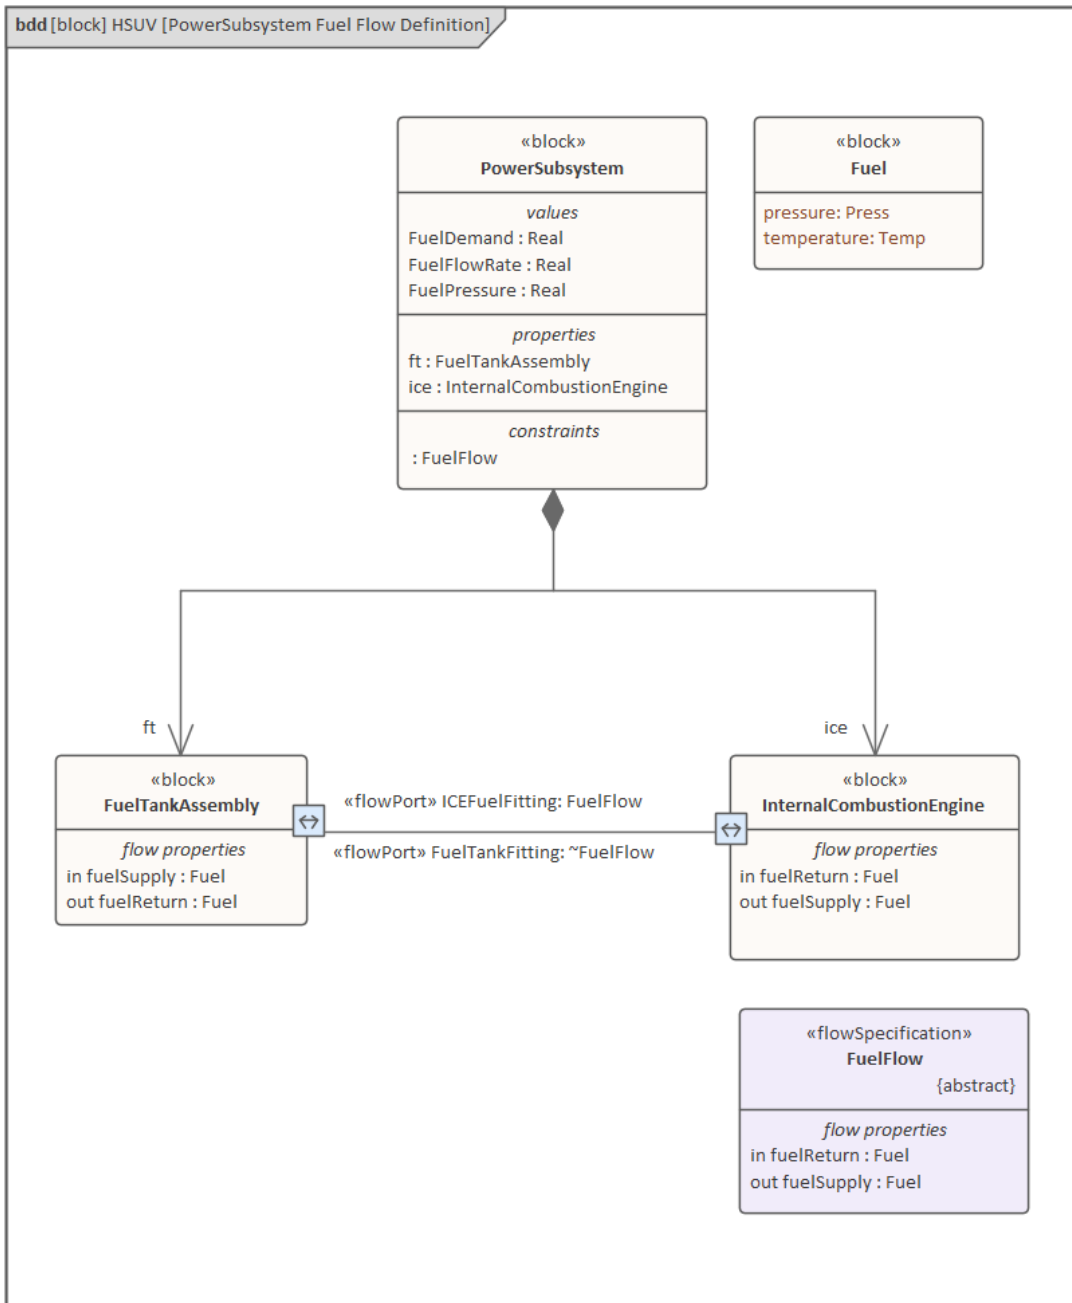 bdd [block] HSUV [PowerSubsystem Fuel Flow Definition]
«block»
PowerSubsystem
values
FuelDemand : Real
FuelFlowRate : Real
FuelPressure : Real
properties
ft : FuelTankAssembly
ice : InternalCombustionEngine
constraints
: FuelFlow
«block»
Fuel
pressure: Press
temperature: Temp
ft
ice
«block»
FuelTankAssembly
flow properties
in fuelSupply : Fuel
out fuelReturn : Fuel
«flowPort» ICEFuelFitting: FuelFlow
«flowPort» FuelTankFitting: ~FuelFlow
«block»
InternalCombustionEngine
flow properties
in fuelReturn : Fuel
out fuelSupply : Fuel
«flowSpecification»
FuelFlow
{abstract}
flow properties
in fuelReturn : Fuel
out fuelSupply : Fuel